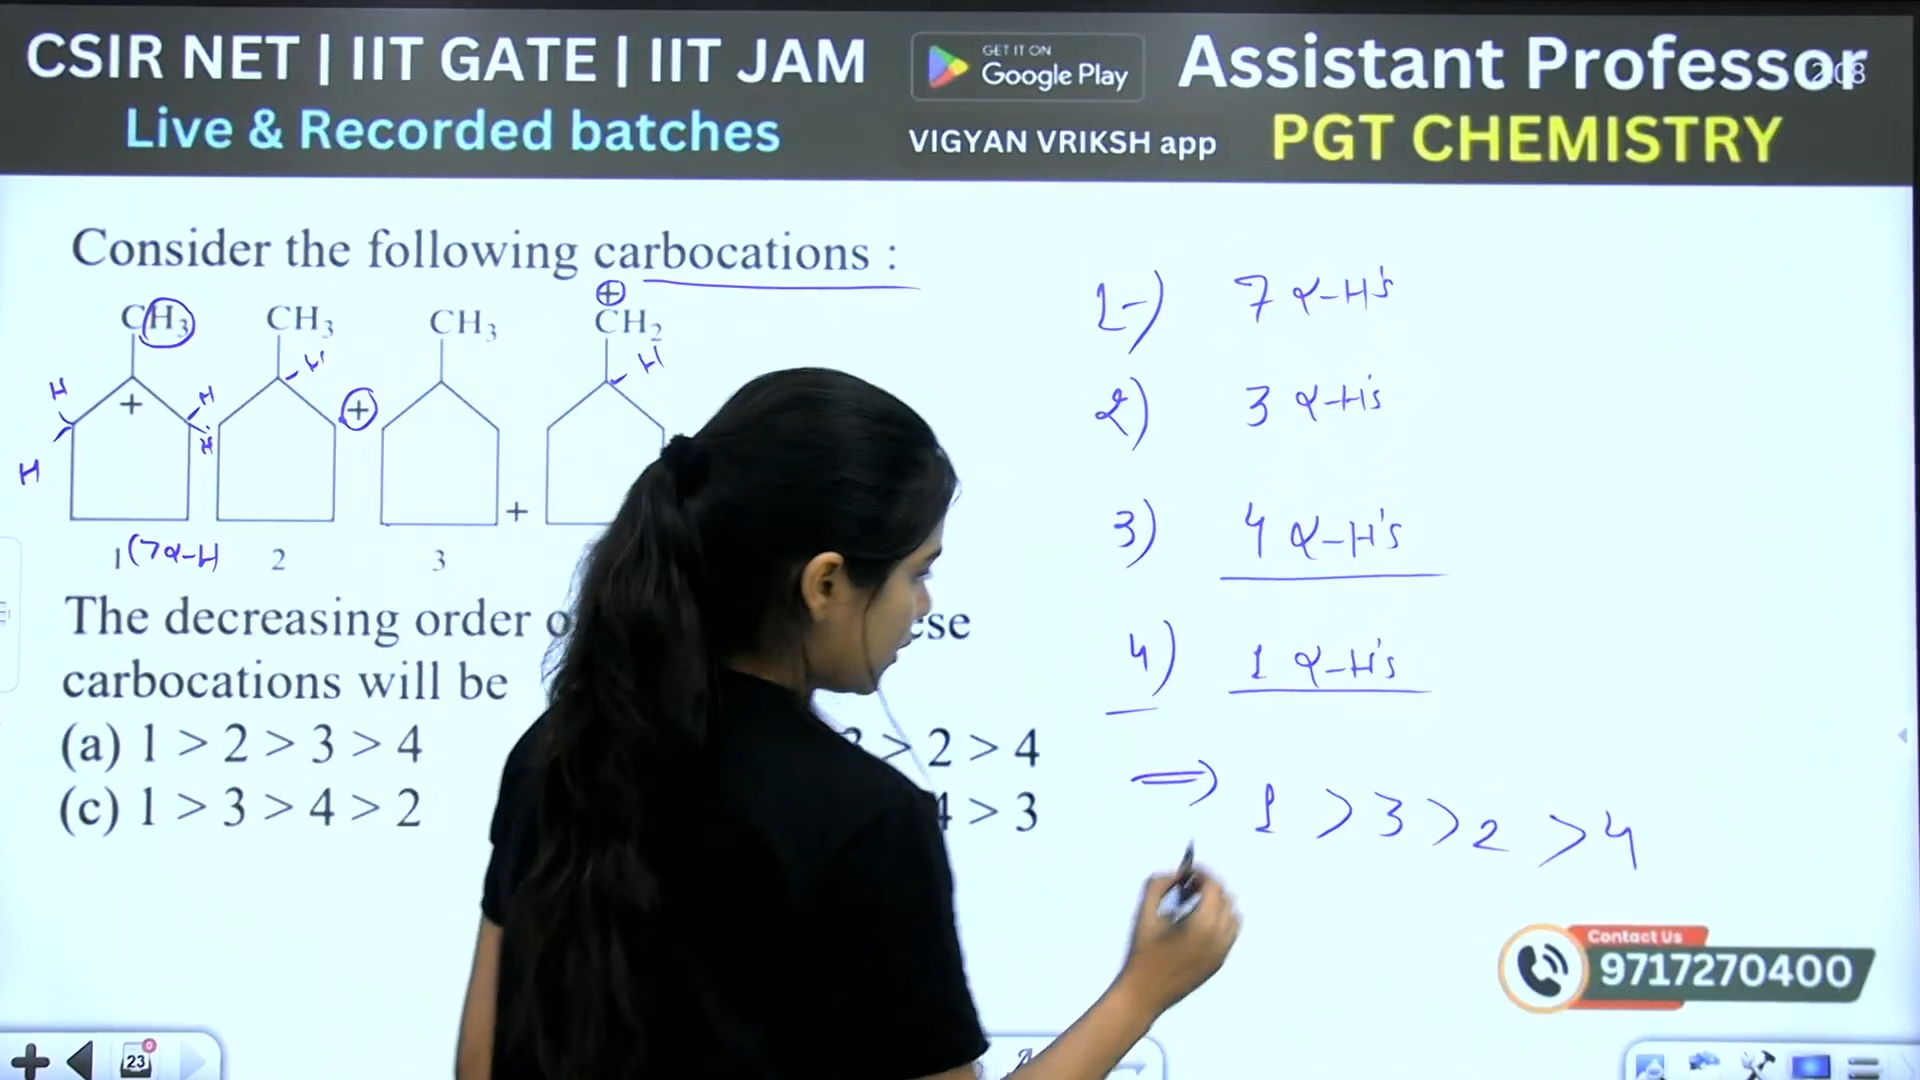 CSIR NET | IIT GATE | IIT JAM
Live & Recorded batches
GET IT ON
Google Play
VIGYAN VRIKSH app
Assistant Professor
PGT CHEMISTRY
Consider the following carbocations :
CH3 CH3 CH3 ⊕ CH2
H H H H H H
+ ⊕ +
1 (7α-H 2 3
The decreasing order
carbocations will be
(a) 1 > 2 > 3 > 4
> 2 > 4
(c) 1 > 3 > 4 > 2
4 > 3
1-) 7 α-H's
2) 3 α-H's
3) 4 α-H's
4) 1 α-H's
⇒ 1 > 3 > 2 > 4
Contact Us
9717270400
23
0